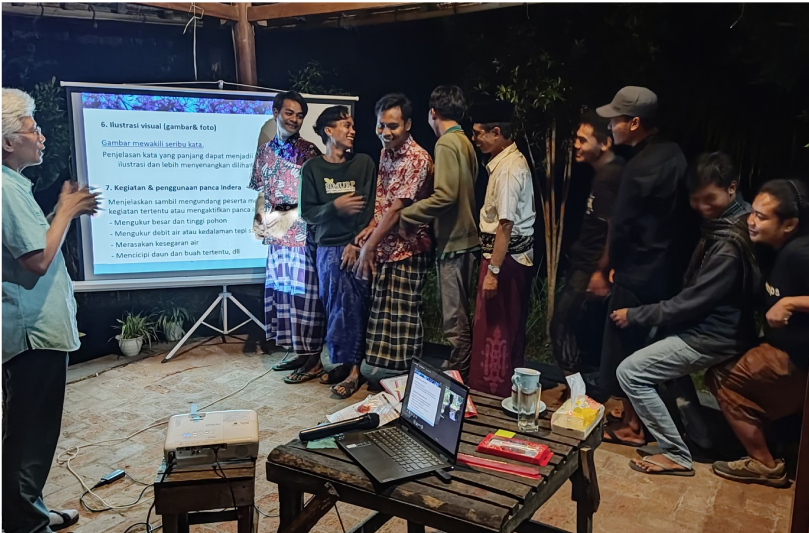 6. Ilustrasi visual (gambar& foto)
Gambar mewakili seribu kata.
Penjelasan kata yang panjang dapat menjadi
ilustrasi dan lebih menyenangkan dilihat
7. Kegiatan & penggunaan panca indera
Menjelaskan sambil mengundang peserta
kegiatan tertentu atau mengaktifkan panca
- Mengukur besar dan tinggi pohon
- Mengukur debit air atau kedalaman tepi
- Merasakan kesegaran air
- Mencicipi daun dan buah tertentu, dll